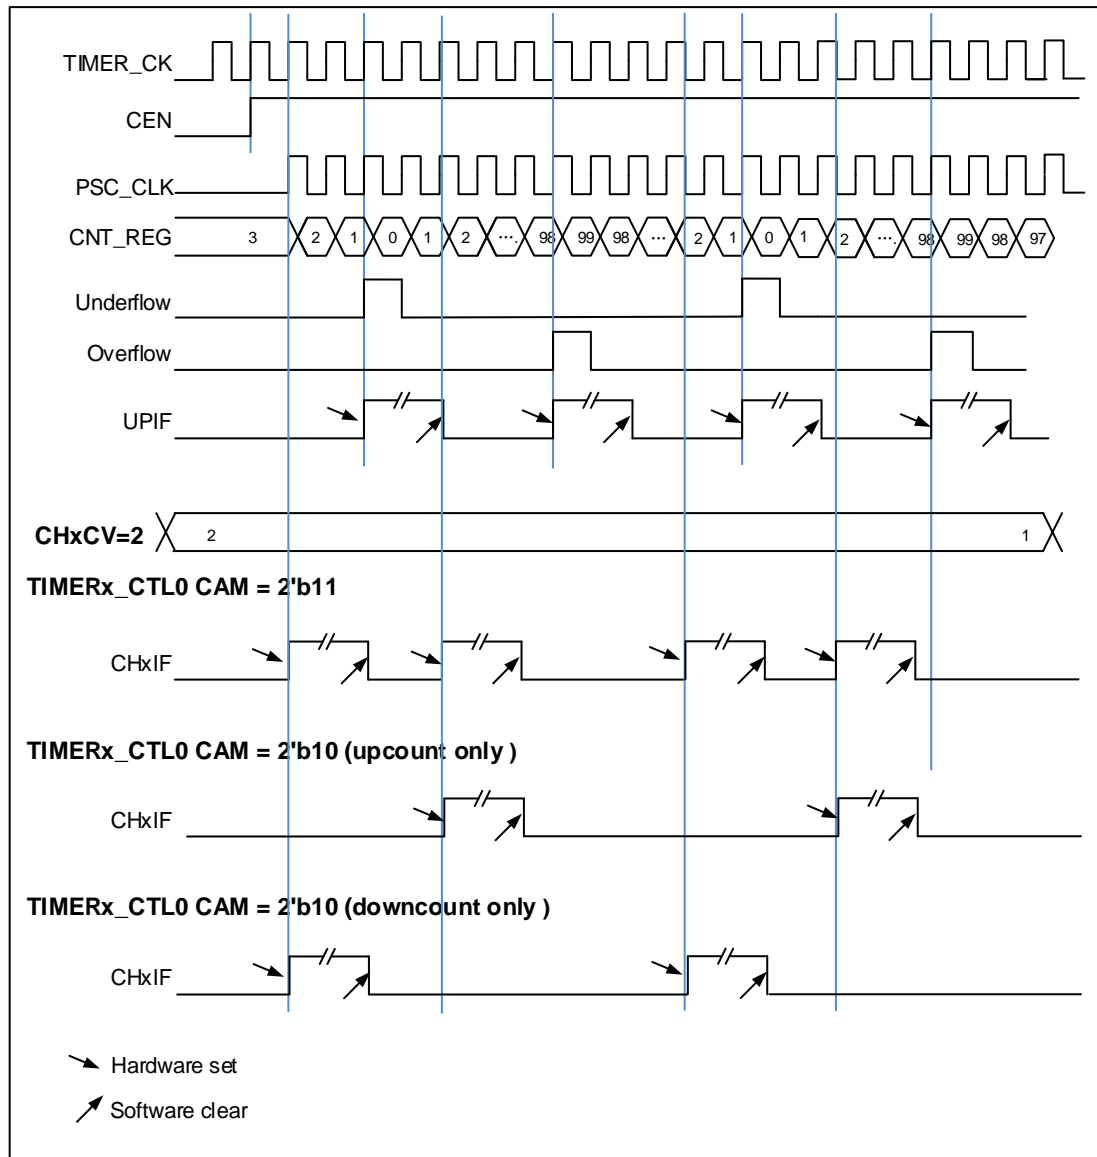 TIMER_CK
CEN
PSC_CLK
CNT_REG 3 2 1 0 1 2 .... 98 99 98 ... 2 1 0 1 2 .... 98 99 98 97
Underflow
Overflow
UPIF
CHxCV=2 2 1
TIMERx_CTL0 CAM = 2'b11
CHxIF
TIMERx_CTL0 CAM = 2'b10 (upcount only )
CHxIF
TIMERx_CTL0 CAM = 2'b10 (downcount only )
CHxIF
Hardware set
Software clear